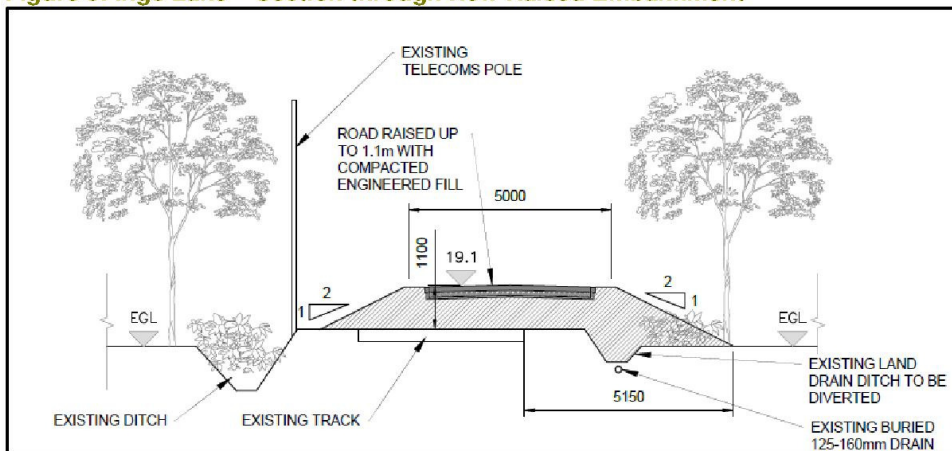 EXISTING
TELECOMS POLE
ROAD RAISED UP
TO 1.1m WITH
COMPACTED
ENGINEERED FILL
5000
1100
19.1
2
1
2
1
EGL
EGL
EXISTING DITCH
EXISTING TRACK
5150
EXISTING LAND
DRAIN DITCH TO BE
DIVERTED
EXISTING BURIED
125-160mm DRAIN